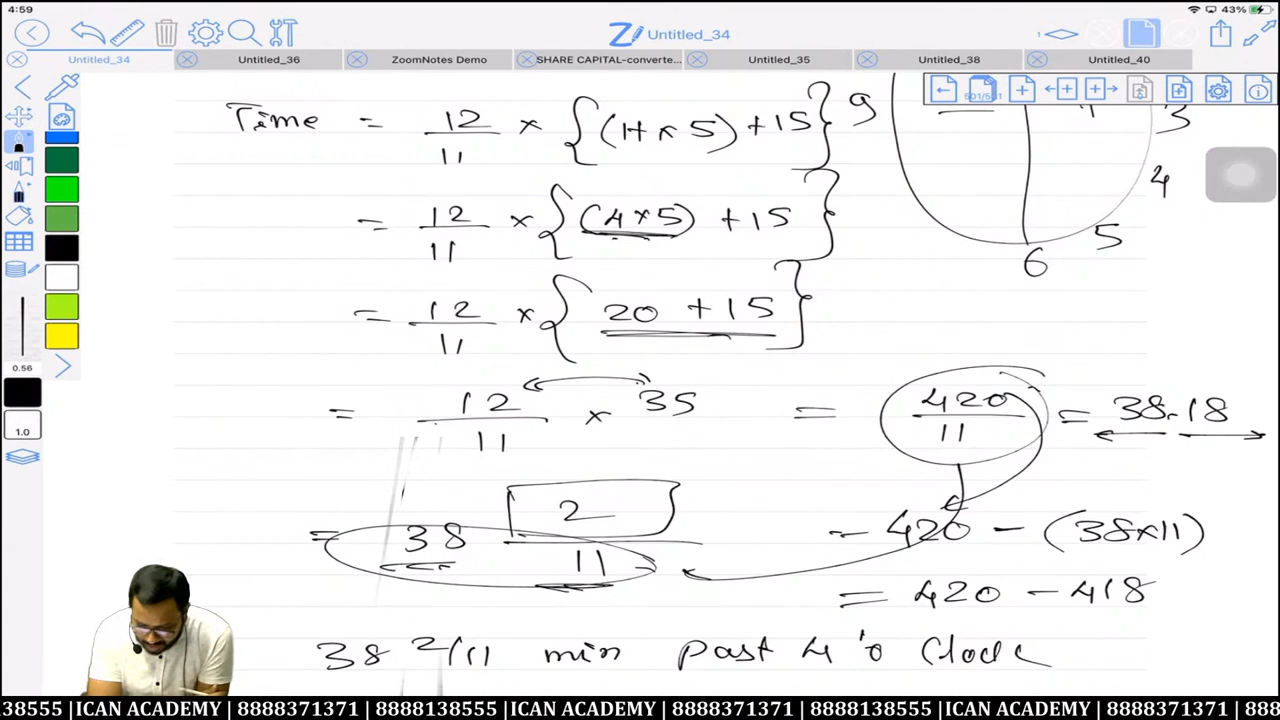 4:59
43%
Untitled_34
1
Untitled_34
Untitled_36
ZoomNotes Demo
SHARE CAPITAL-converte...
Untitled_35
Untitled_38
Untitled_40
501/501
Time = 12/11 × {(H × 5) + 15}
9
3
4
5
6
= 12/11 × {(4 × 5) + 15}
= 12/11 × {20 + 15}
0.56
= 12/11 × 35 = 420/11 = 38.18
1.0
= 38 2/11
= 420 - (38×11)
= 420 - 418
38 2/11 min Past 4 'o Clock
38555 | ICAN ACADEMY | 8888371371 | 8888138555 | ICAN ACADEMY | 8888371371 | 8888138555 | ICAN ACADEMY | 888